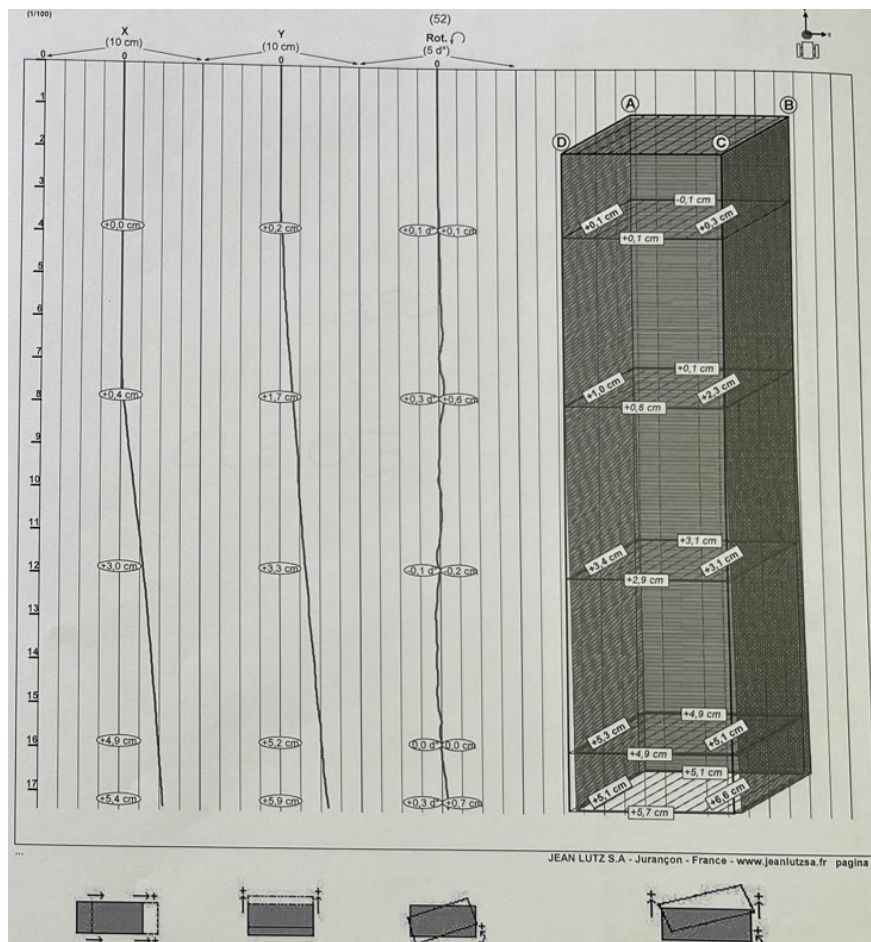 (1/100)
(52)
X
Y
Rot.
(10 cm)
(10 cm)
(5 d°)
x
0
0
0
0
1
A
B
2
D
C
3
-0,1 cm
4
+0,0 cm
+0,2 cm
+0,1 d°
+0,1 cm
+0,1 cm
+0,3 cm
+0,1 cm
5
6
7
+0,1 cm
8
+0,4 cm
+1,7 cm
+0,3 d°
+0,6 cm
+1,0 cm
+2,3 cm
+0,6 cm
9
10
11
+3,1 cm
12
+3,0 cm
+3,3 cm
-0,1 d°
-0,2 cm
+3,4 cm
+3,1 cm
+2,9 cm
13
14
15
+4,9 cm
16
+4,9 cm
+5,2 cm
0,0 d°
0,0 cm
+5,3 cm
+5,1 cm
+4,9 cm
+5,1 cm
17
+5,4 cm
+5,9 cm
+0,3 d°
+0,7 cm
+5,1 cm
+6,6 cm
+5,7 cm
...
JEAN LUTZ S.A - Jurançon - France - www.jeanlutzsa.fr pagina
+
+
+
+
+
+
+
+